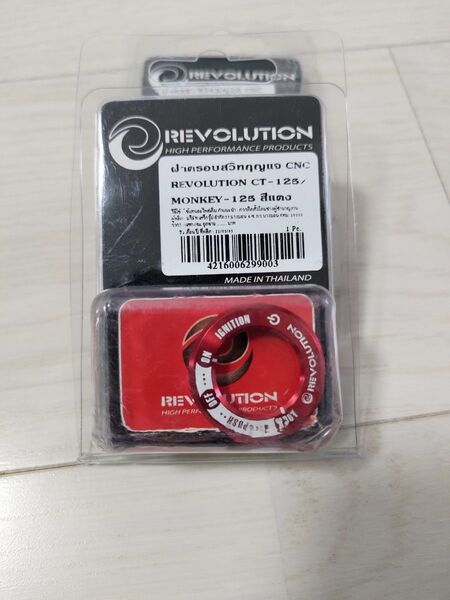 REVOLUTION
REVOLUTION
HIGH PERFORMANCE PRODUCTS
ฝาครอบสวิทกุญแจ CNC
REVOLUTION CT-125/
MONKEY-125 สีแดง
1 Pc.
4216006299003
MADE IN THAILAND
IGNITION
ON
OFF
PUSH
LOCK
REVOLUTION
REVOLUTION
HIGH PERFORMANCE PRODUCTS